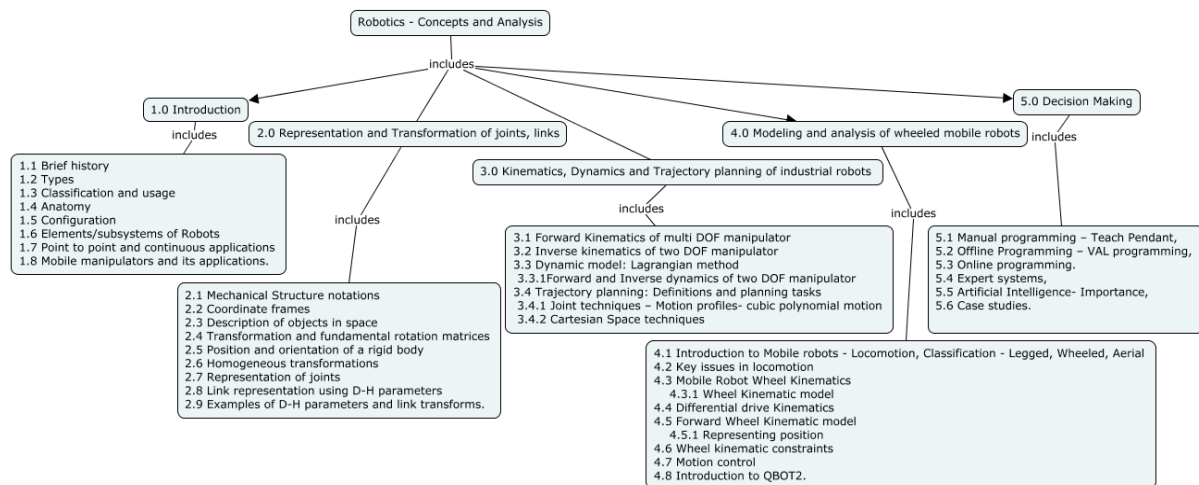 Robotics - Concepts and Analysis
includes
1.0 Introduction
includes
1.1 Brief history
1.2 Types
1.3 Classification and usage
1.4 Anatomy
1.5 Configuration
1.6 Elements/subsystems of Robots
1.7 Point to point and continuous applications
1.8 Mobile manipulators and its applications.
2.0 Representation and Transformation of joints, links
includes
2.1 Mechanical Structure notations
2.2 Coordinate frames
2.3 Description of objects in space
2.4 Transformation and fundamental rotation matrices
2.5 Position and orientation of a rigid body
2.6 Homogeneous transformations
2.7 Representation of joints
2.8 Link representation using D-H parameters
2.9 Examples of D-H parameters and link transforms.
3.0 Kinematics, Dynamics and Trajectory planning of industrial robots
includes
3.1 Forward Kinematics of multi DOF manipulator
3.2 Inverse kinematics of two DOF manipulator
3.3 Dynamic model: Lagrangian method
3.3.1Forward and Inverse dynamics of two DOF manipulator
3.4 Trajectory planning: Definitions and planning tasks
3.4.1 Joint techniques – Motion profiles- cubic polynomial motion
3.4.2 Cartesian Space techniques
4.0 Modeling and analysis of wheeled mobile robots
includes
4.1 Introduction to Mobile robots - Locomotion, Classification - Legged, Wheeled, Aerial
4.2 Key issues in locomotion
4.3 Mobile Robot Wheel Kinematics
4.3.1 Wheel Kinematic model
4.4 Differential drive Kinematics
4.5 Forward Wheel Kinematic model
4.5.1 Representing position
4.6 Wheel kinematic constraints
4.7 Motion control
4.8 Introduction to QBOT2.
5.0 Decision Making
includes
5.1 Manual programming – Teach Pendant,
5.2 Offline Programming – VAL programming,
5.3 Online programming.
5.4 Expert systems,
5.5 Artificial Intelligence- Importance,
5.6 Case studies.